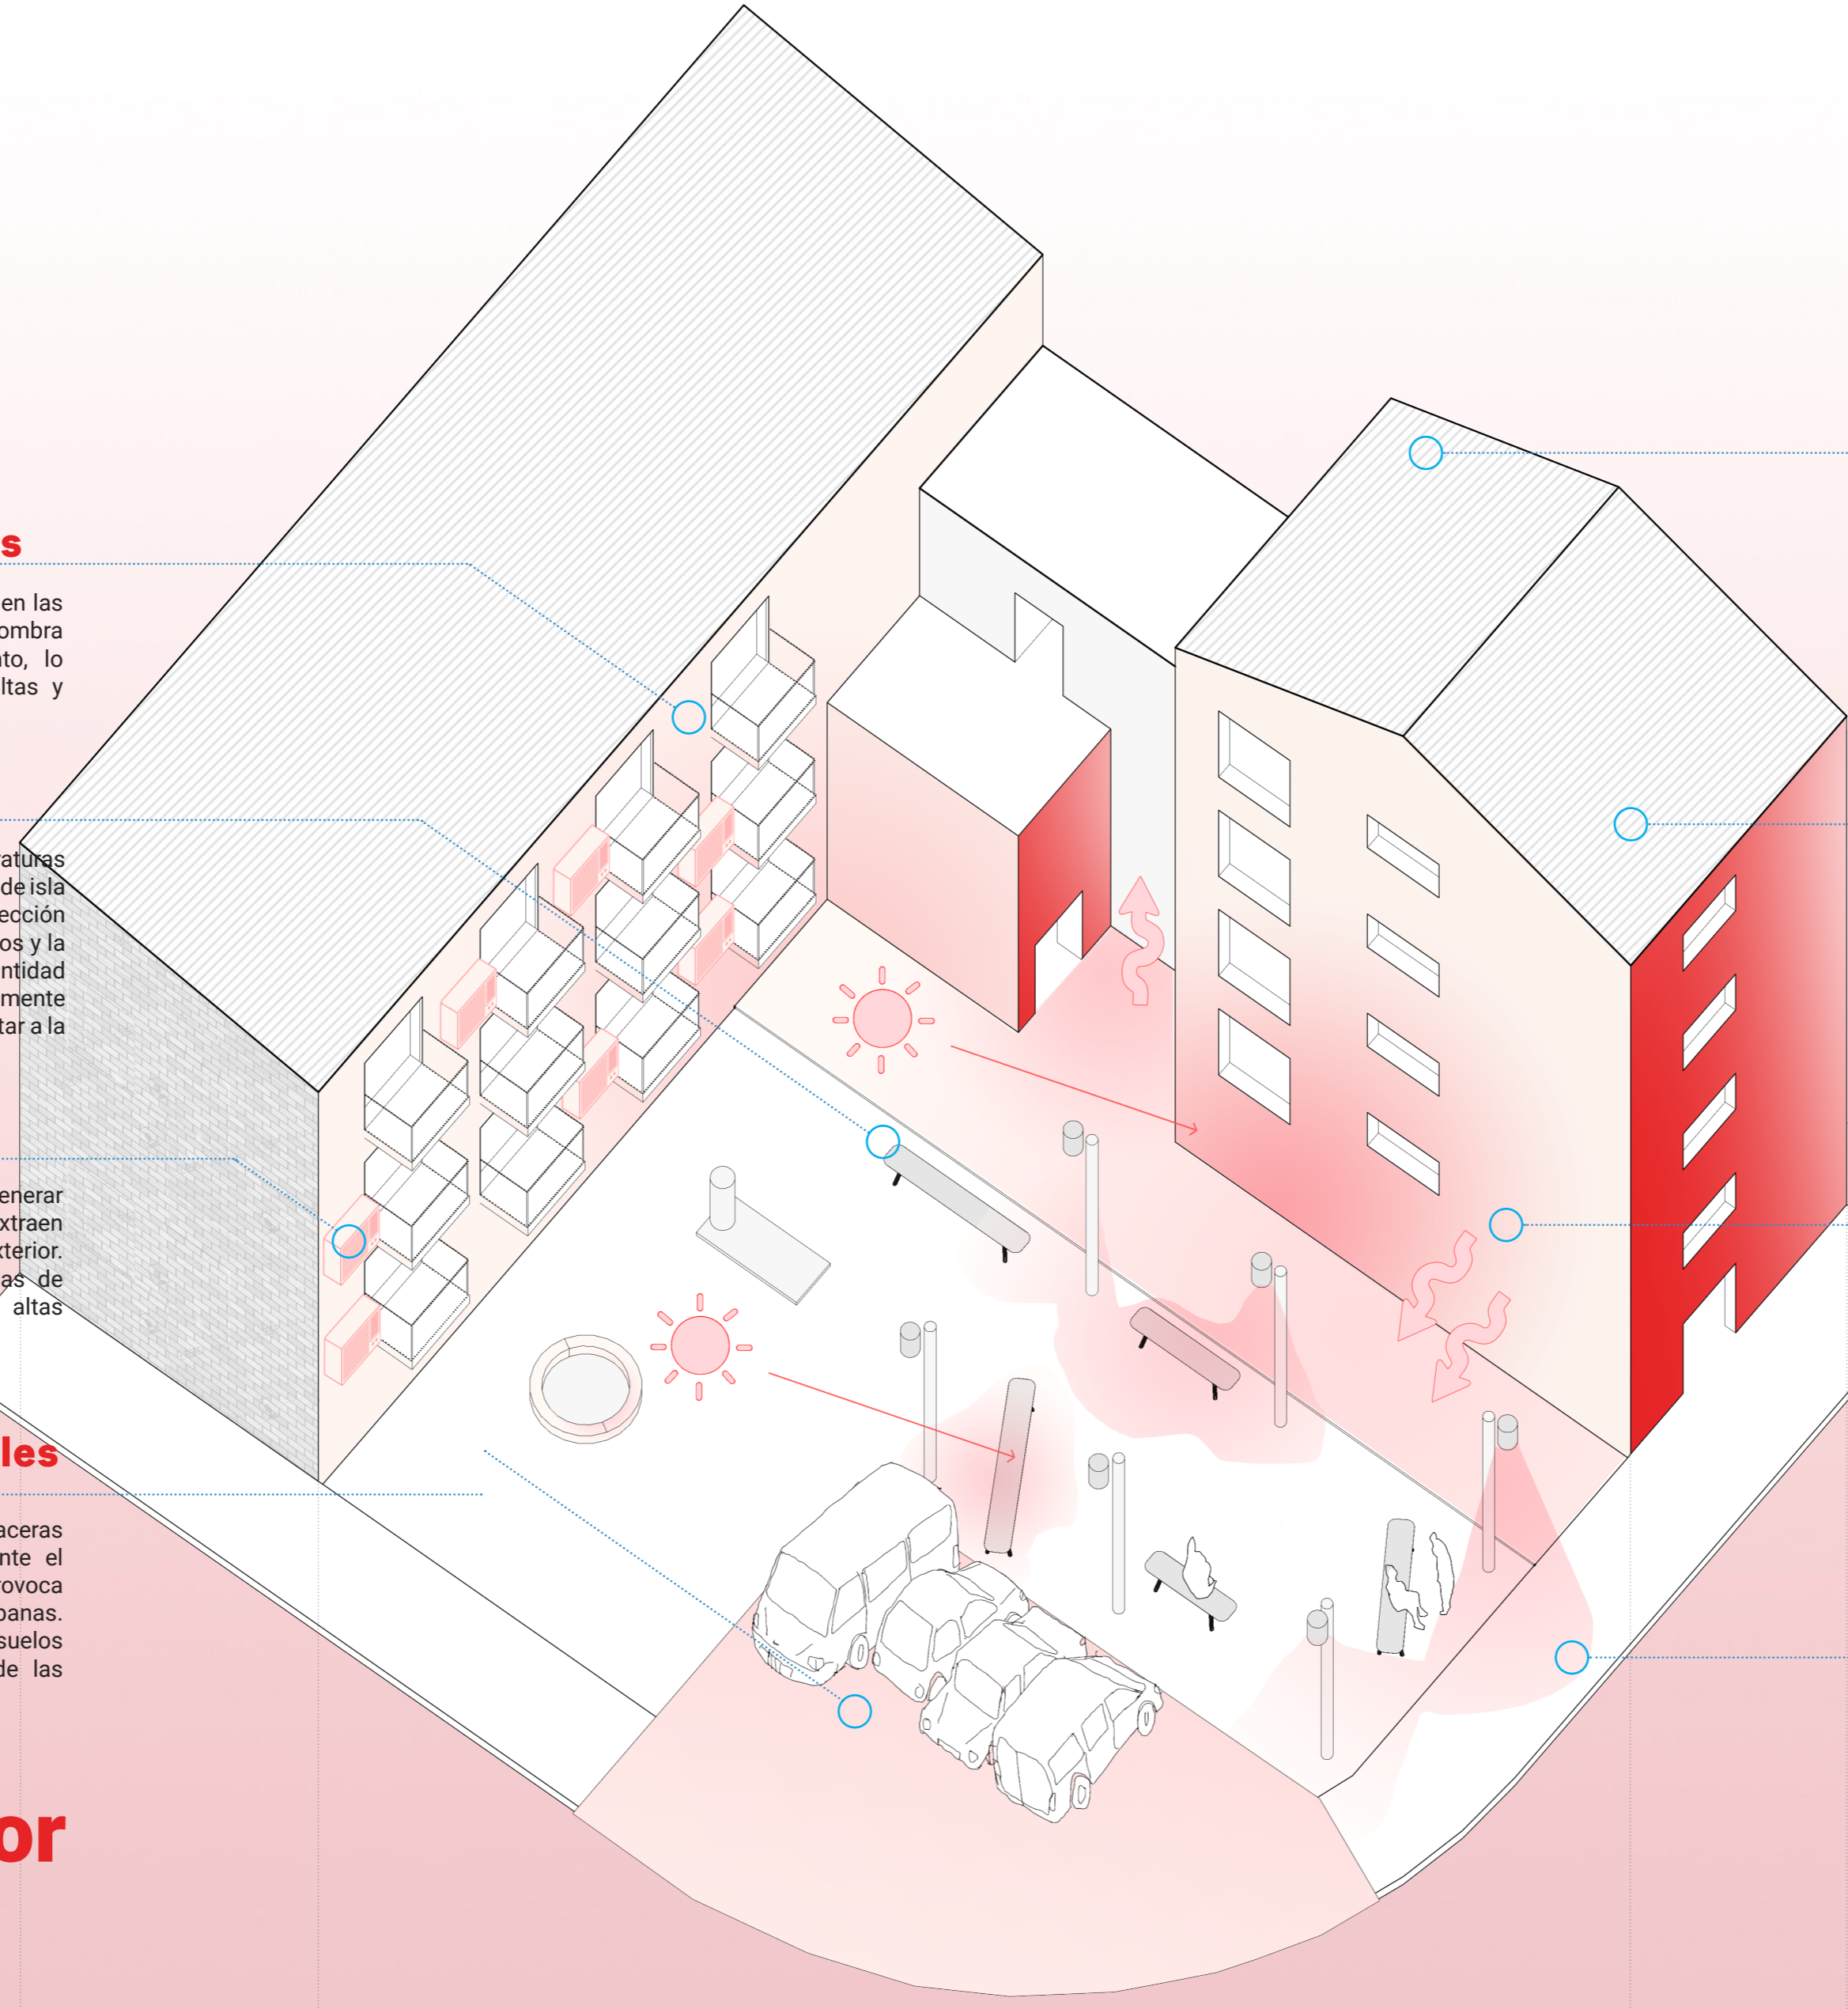 s
en las
ombra
nto, lo
ltas y
raturas
de isla
ección
os y la
ntidad
mente
tar a la
enerar
xtraen
xterior.
as de
altas
les
aceras
nte el
rovoca
banas.
suelos
de las
or